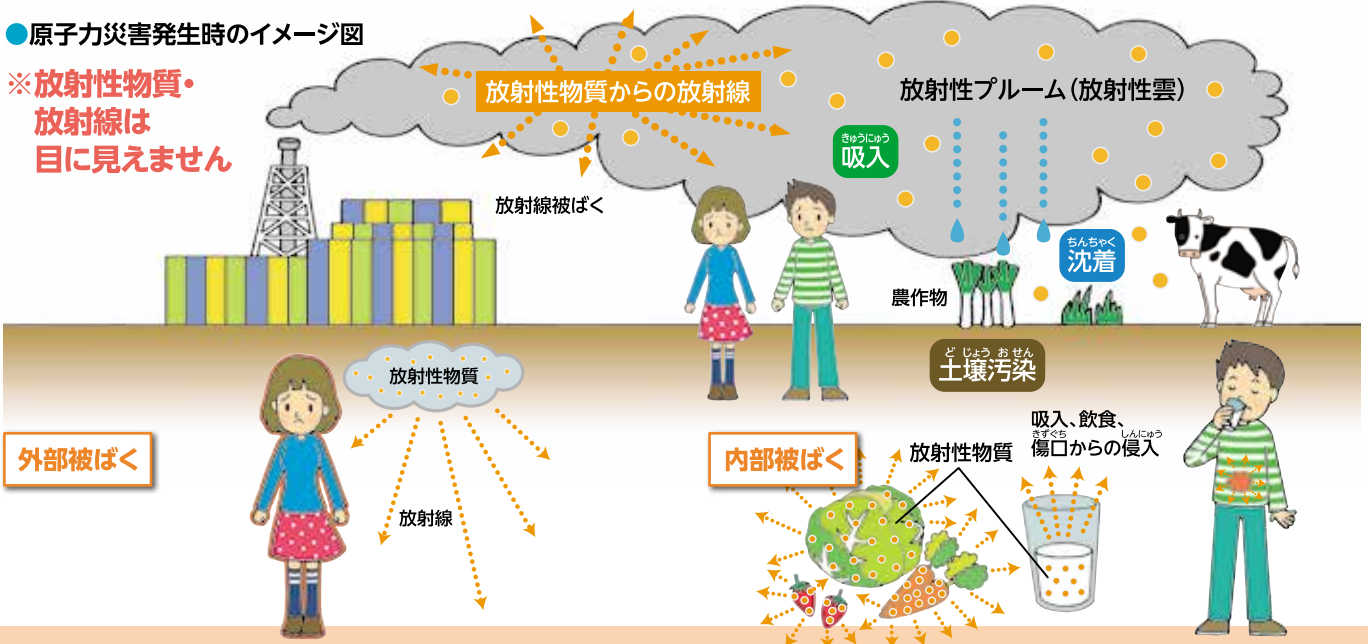 ●原子力災害発生時のイメージ図
※放射性物質・
放射線は
目に見えません
放射性物質からの放射線
放射性プルーム(放射性雲)
きゅうにゅう
吸入
放射線被ばく
ちんちゃく
沈着
農作物
ど じょう お せん
土壌汚染
放射性物質
外部被ばく
放射線
内部被ばく
放射性物質
吸入、飲食、
きずぐち しんにゅう
傷口からの侵入